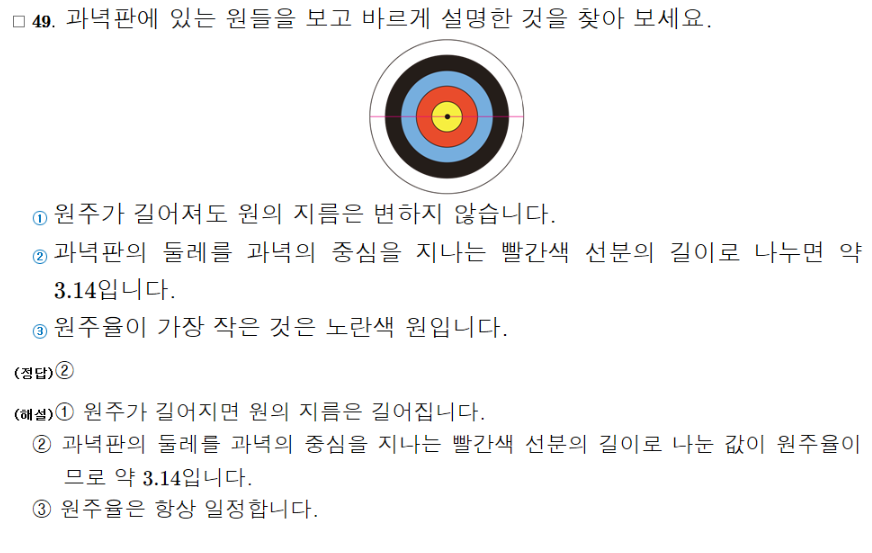 □ 49. 과녁판에 있는 원들을 보고 바르게 설명한 것을 찾아 보세요.
① 원주가 길어져도 원의 지름은 변하지 않습니다.
② 과녁판의 둘레를 과녁의 중심을 지나는 빨간색 선분의 길이로 나누면 약
3.14입니다.
③ 원주율이 가장 작은 것은 노란색 원입니다.
(정답)②
(해설)① 원주가 길어지면 원의 지름은 길어집니다.
② 과녁판의 둘레를 과녁의 중심을 지나는 빨간색 선분의 길이로 나눈 값이 원주율이
므로 약 3.14입니다.
③ 원주율은 항상 일정합니다.